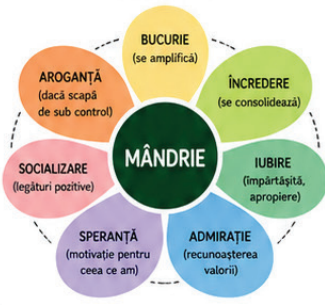 BUCURIE
(se amplifică)
ÎNCREDERE
(se consolidează)
IUBIRE
(împărtășită,
apropiere)
ADMIRAȚIE
(recunoașterea
valorii)
SPERANȚĂ
(motivație pentru
ceea ce am)
SOCIALIZARE
(legături pozitive)
AROGANȚĂ
(dacă scapă
de sub control)
MÂNDRIE